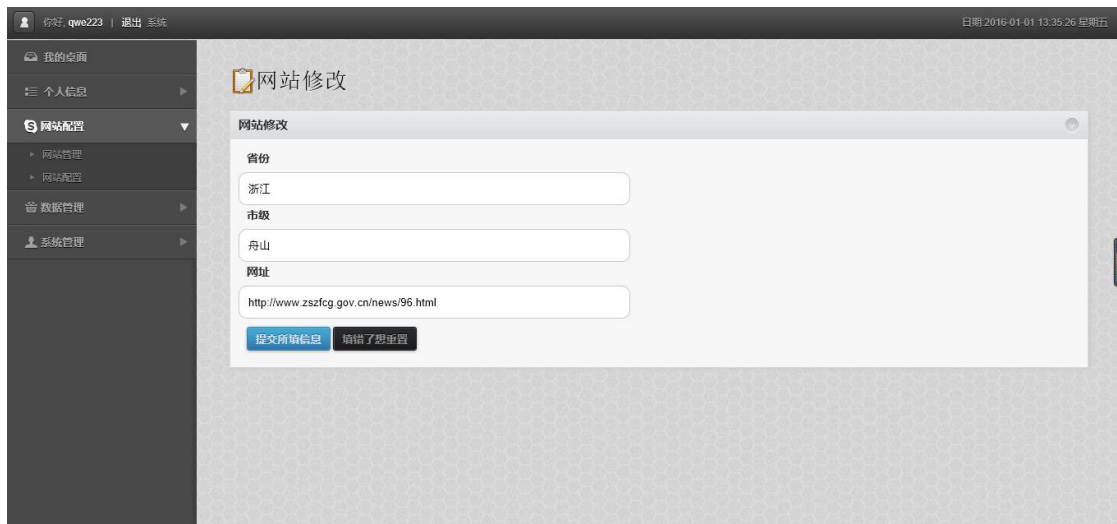 你好, qwe223 | 退出 系统
日期:2016-01-01 13:35:26 星期五
我的桌面
个人信息
网站配置
网站管理
网站配置
数据管理
系统管理
网站修改
网站修改
省份
浙江
市级
舟山
网址
http://www.zszfcg.gov.cn/news/96.html
提交所填信息
填错了想重置